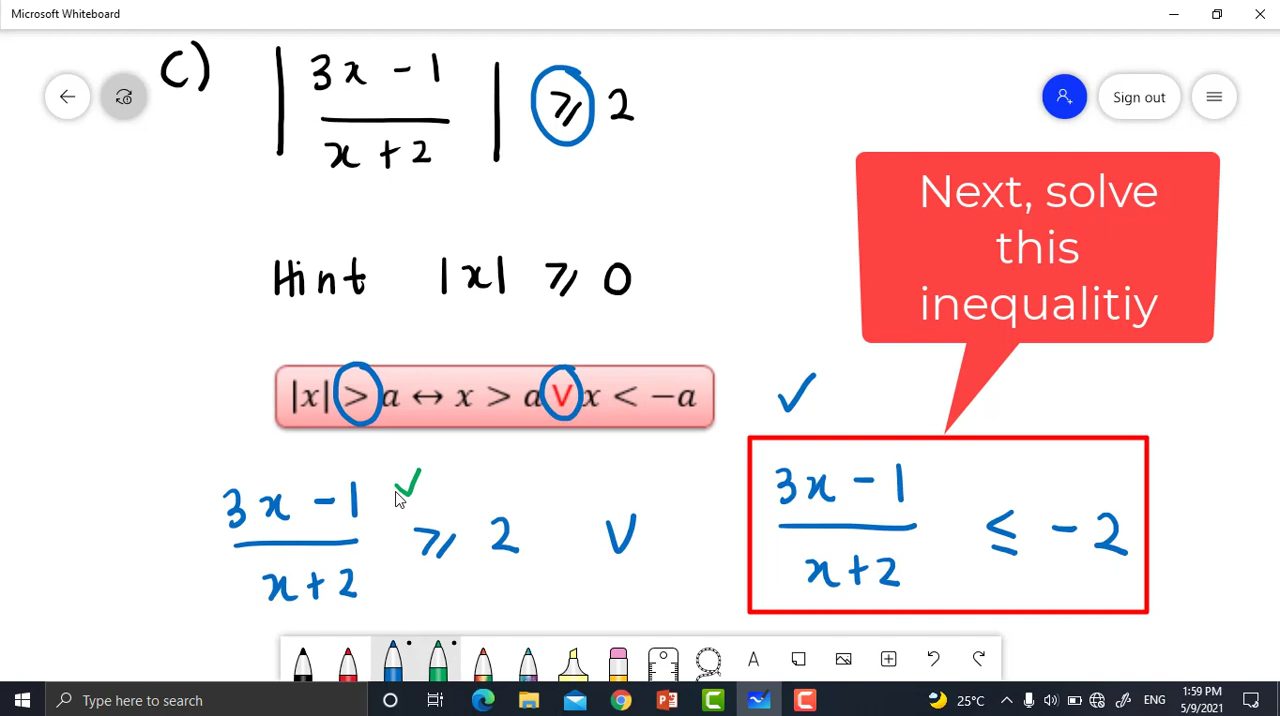 Microsoft Whiteboard
C) | 3x - 1 / x + 2 | ⩾ 2
Sign out
Next, solve
this
inequalitiy
Hint |x| ⩾ 0
|x| > a ↔ x > a ∨ x < −a
✓
3x - 1 / x + 2 ✓ ⩾ 2 ∨ 3x - 1 / x + 2 ≤ - 2
A
Type here to search
25°C
ENG
1:59 PM
5/9/2021